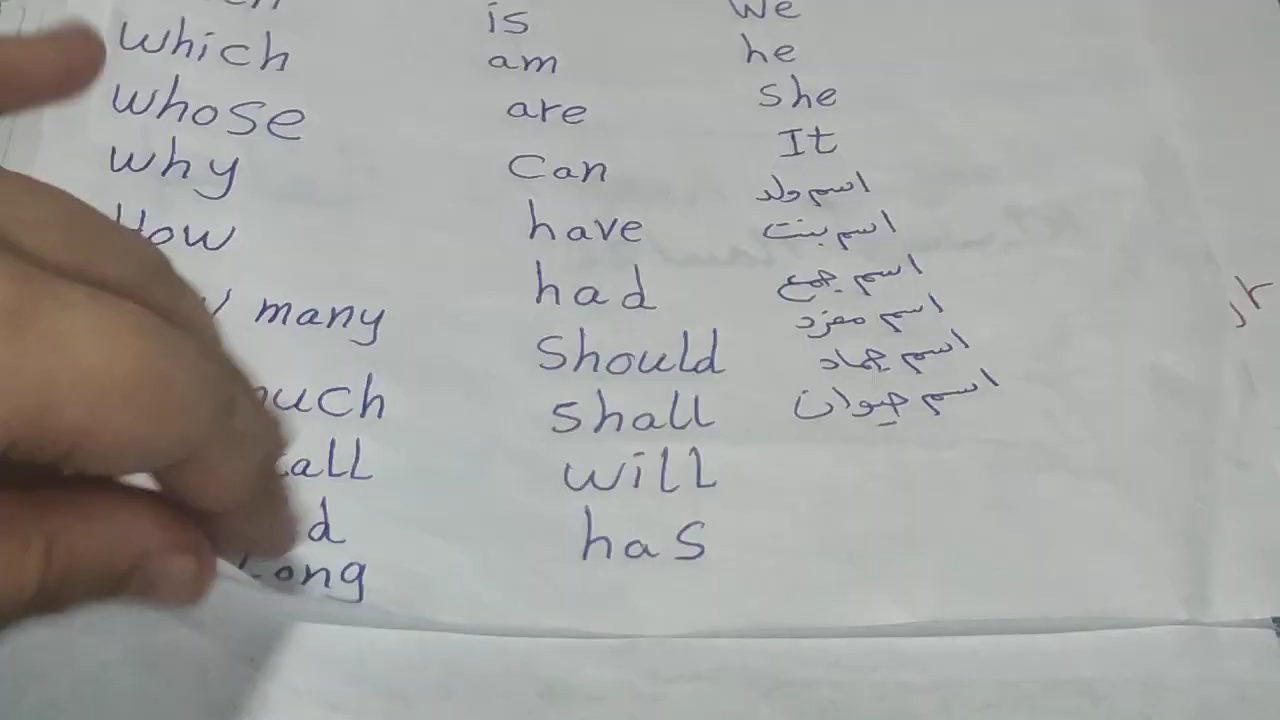 is
we
which
am
he
whose
are
she
why
Can
It
اسم ولد
How
have
اسم بنت
many
had
اسم جمع
اسم مفرد
should
اسم جماد
shall
اسم حيوان
will
has